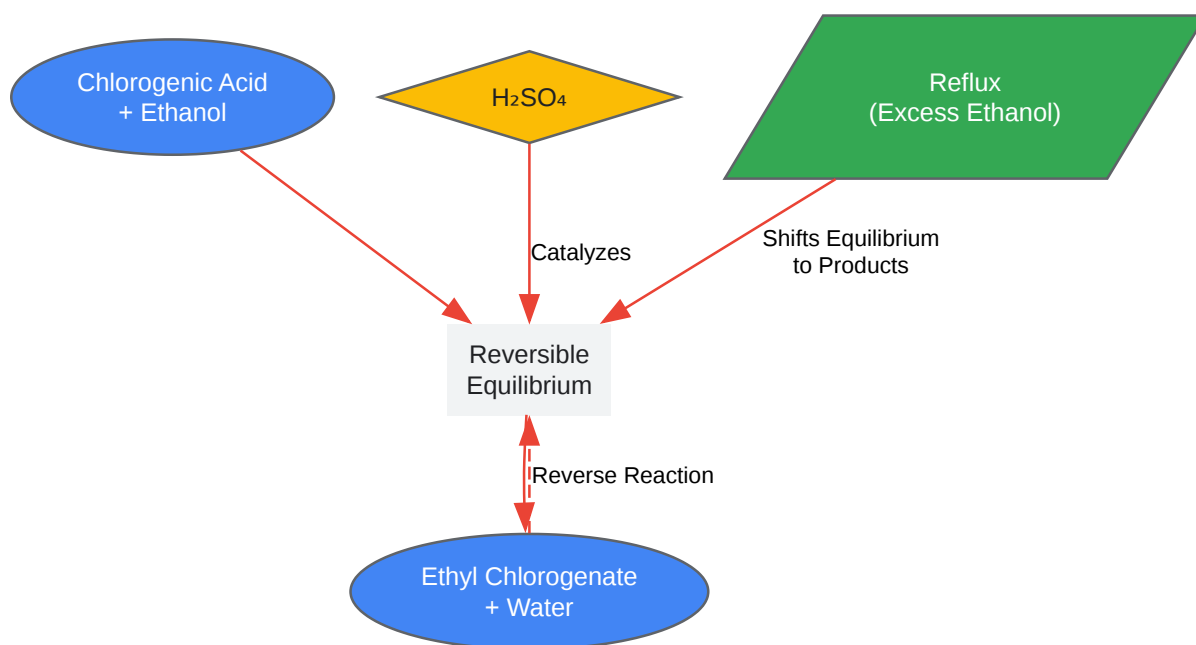 Chlorogenic Acid
+ Ethanol
H₂SO₄
Reflux
(Excess Ethanol)
Catalyzes
Shifts Equilibrium
to Products
Reversible
Equilibrium
Reverse Reaction
Ethyl Chlorogenate
+ Water